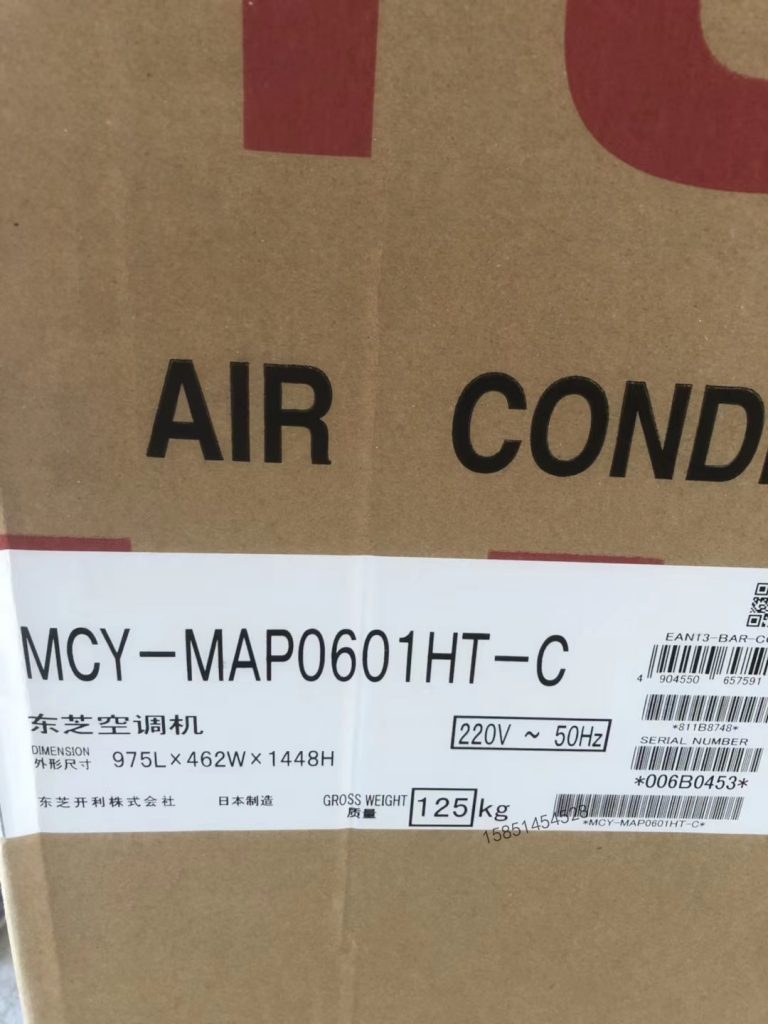 AIR COND
MCY-MAP0601HT-C
东芝空调机
220V ~ 50Hz
DIMENSION
外形尺寸
975L×462W×1448H
东芝开利株式会社
日本制造
GROSS WEIGHT
质量
125 kg
EAN13-BAR-CO
4 904550 657591
*811B8748*
SERIAL NUMBER
*006B0453*
*MCY-MAP0601HT-C*
15851454528